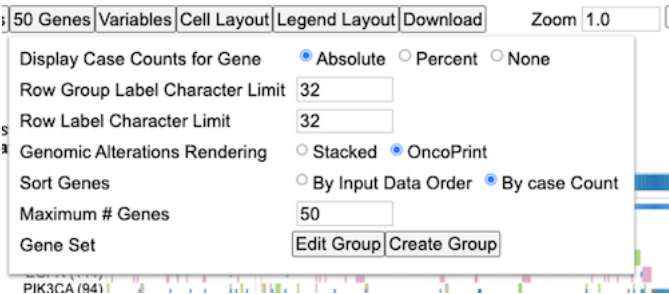 50 Genes Variables Cell Layout Legend Layout Download Zoom 1.0
Display Case Counts for Gene Absolute Percent None
Row Group Label Character Limit 32
Row Label Character Limit 32
Genomic Alterations Rendering Stacked OncoPrint
Sort Genes By Input Data Order By case Count
Maximum # Genes 50
Gene Set Edit Group Create Group
PIK3CA (94)